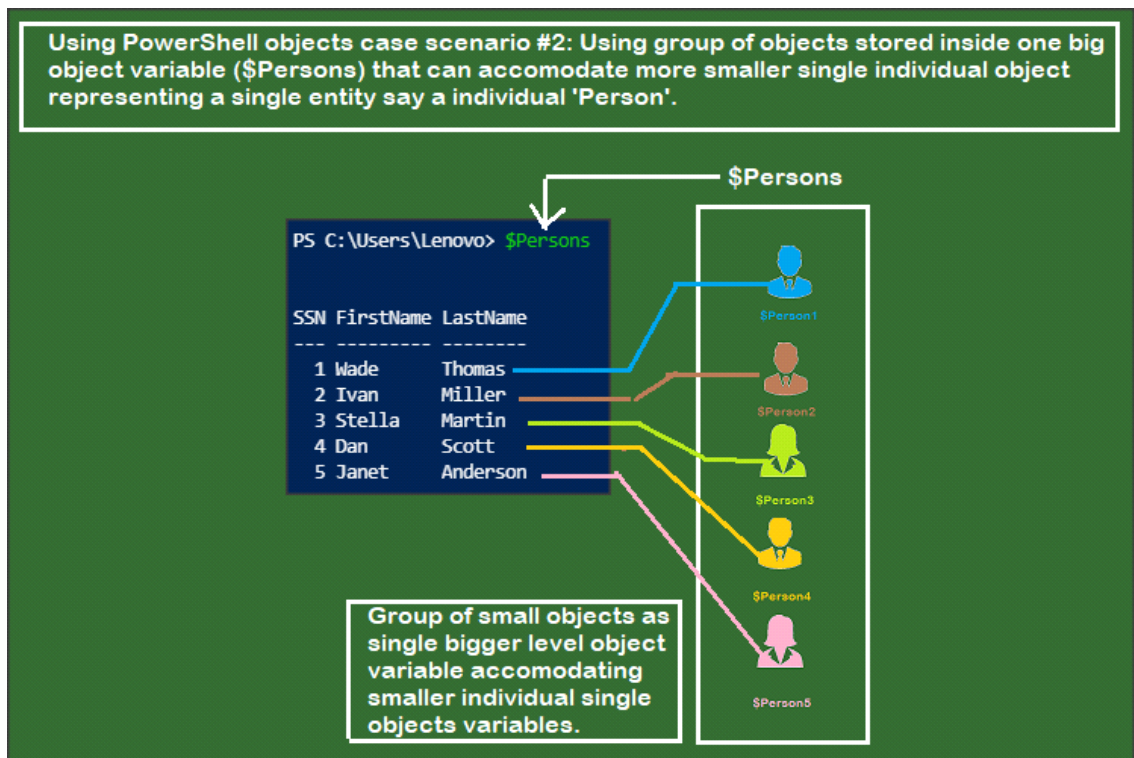 Using PowerShell objects case scenario #2: Using group of objects stored inside one big
object variable ($Persons) that can accomodate more smaller single individual object
representing a single entity say a individual 'Person'.
$Persons
PS C:\Users\Lenovo> $Persons
SSN FirstName LastName
--- --------- --------
1 Wade Thomas
2 Ivan Miller
3 Stella Martin
4 Dan Scott
5 Janet Anderson
$Person1
$Person2
$Person3
$Person4
$Person5
Group of small objects as
single bigger level object
variable accomodating
smaller individual single
objects variables.